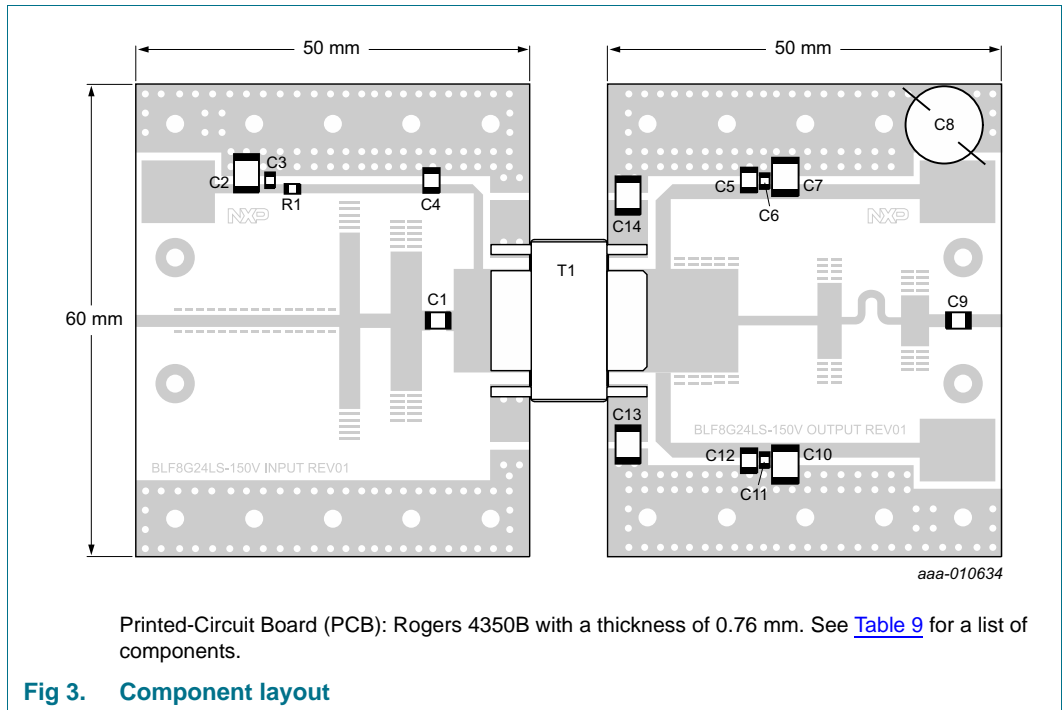 50 mm
50 mm
60 mm
C2
C3
R1
C4
NXP
C1
T1
C14
C5
C6
C7
C8
NXP
C9
C13
C12
C11
C10
BLF8G24LS-150V INPUT REV01
BLF8G24LS-150V OUTPUT REV01
aaa-010634
Printed-Circuit Board (PCB): Rogers 4350B with a thickness of 0.76 mm. See Table 9 for a list of
components.
Fig 3. Component layout